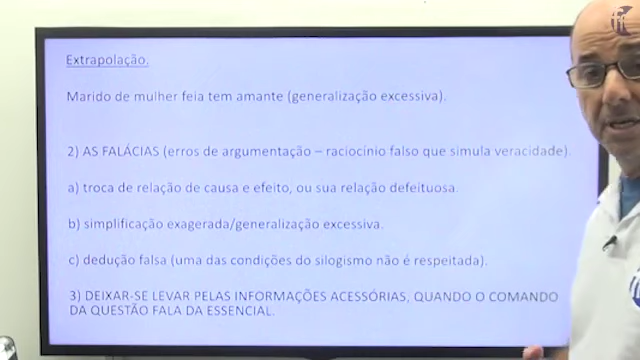 Extrapolação.
Marido de mulher feia tem amante (generalização excessiva).
2) AS FALÁCIAS (erros de argumentação – raciocínio falso que simula veracidade).
a) troca de relação de causa e efeito, ou sua relação defeituosa.
b) simplificação exagerada/generalização excessiva.
c) dedução falsa (uma das condições do silogismo não é respeitada).
3) DEIXAR-SE LEVAR PELAS INFORMAÇÕES ACESSÓRIAS, QUANDO O COMANDO
DA QUESTÃO FALA DA ESSENCIAL.